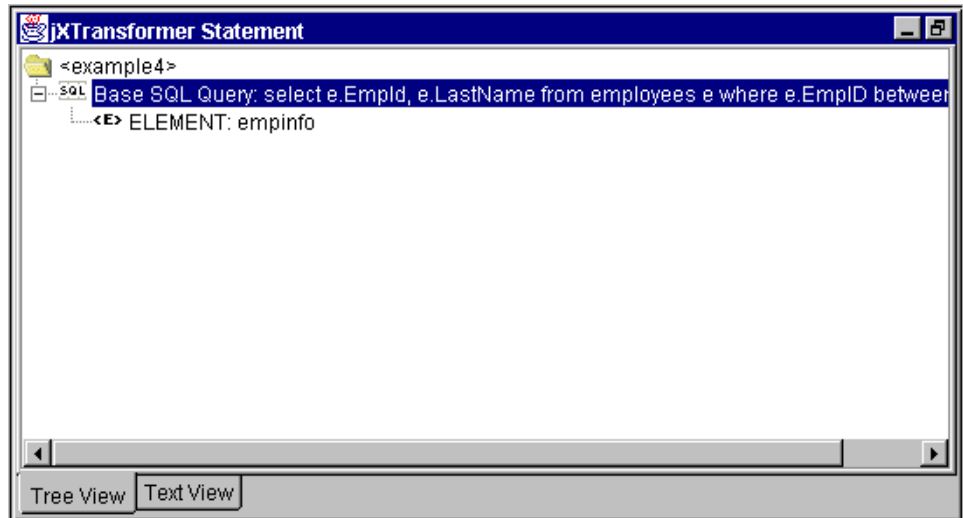 jXTransformer Statement
<example4>
SQL Base SQL Query: select e.EmpId, e.LastName from employees e where e.EmpID between
<E> ELEMENT: empinfo
Tree View Text View